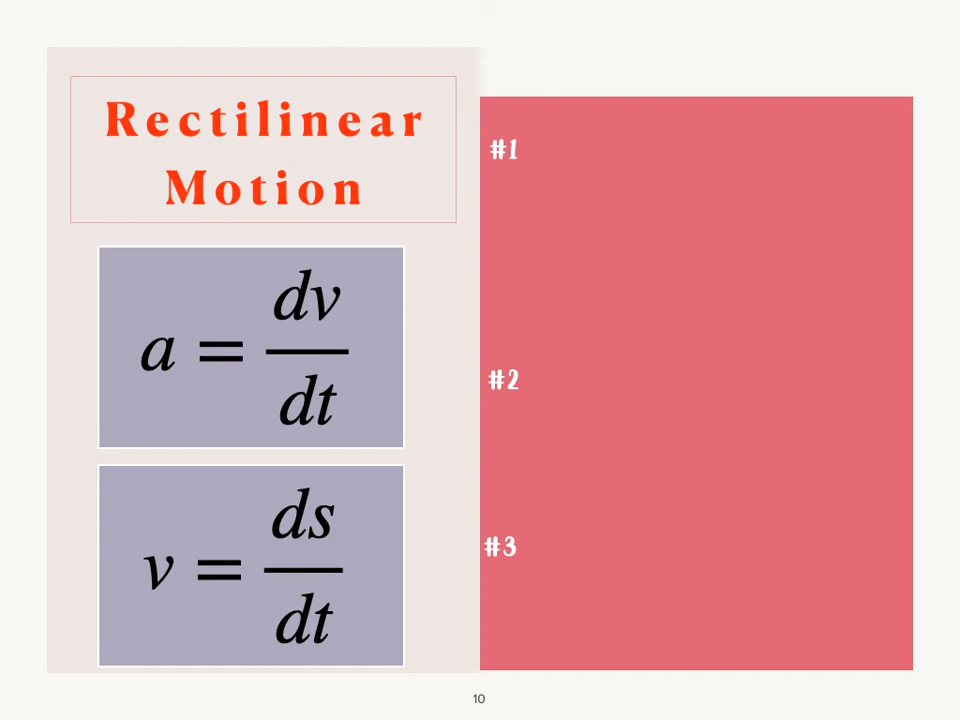 Rectilinear
Motion
a = dv/dt
v = ds/dt
#1
#2
#3
10